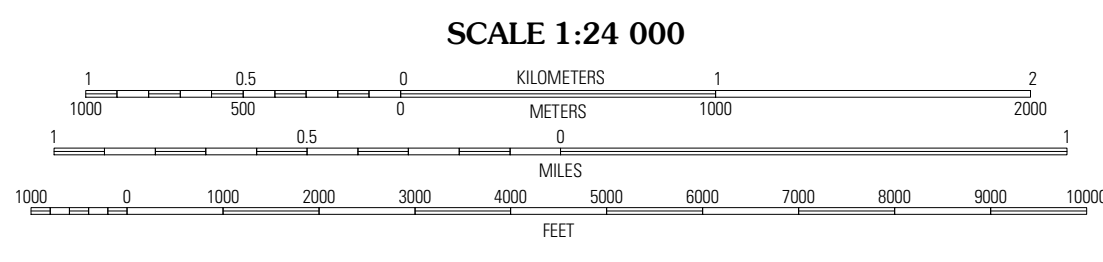 SCALE 1:24 000
1 0.5 0 KILOMETERS 1 2
1000 500 0 METERS 1000 2000
1 0.5 0 1
MILES
1000 0 1000 2000 3000 4000 5000 6000 7000 8000 9000 10000
FEET